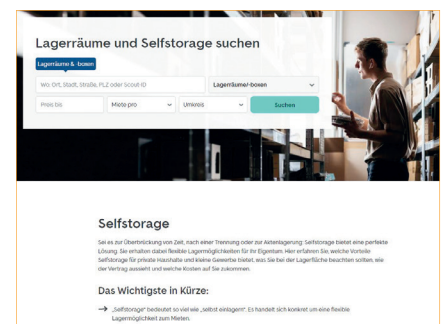 Lagerräume und Selfstorage suchen
Lagerräume & -boxen
Wo: Ort, Stadt, Straße, PLZ oder Scout-ID
Lagerräume/-boxen
Preis bis
Miete pro
Umkreis
Suchen
Selfstorage
Sei es zur Überbrückung von Zeit, nach einer Trennung oder zur Aktenlagerung: Selfstorage bietet eine perfekte
Lösung. Sie erhalten dabei flexible Lagermöglichkeiten für Ihr Eigentum. Hier erfahren Sie, welche Vorteile
Selfstorage für private Haushalte und kleine Gewerbe bietet, was Sie bei der Lagerfläche beachten sollten, wie
der Vertrag aussieht und welche Kosten auf Sie zukommen.
Das Wichtigste in Kürze:
→ „Selfstorage“ bedeutet so viel wie „selbst einlagern“. Es handelt sich konkret um eine flexible
Lagermöglichkeit zum Mieten.